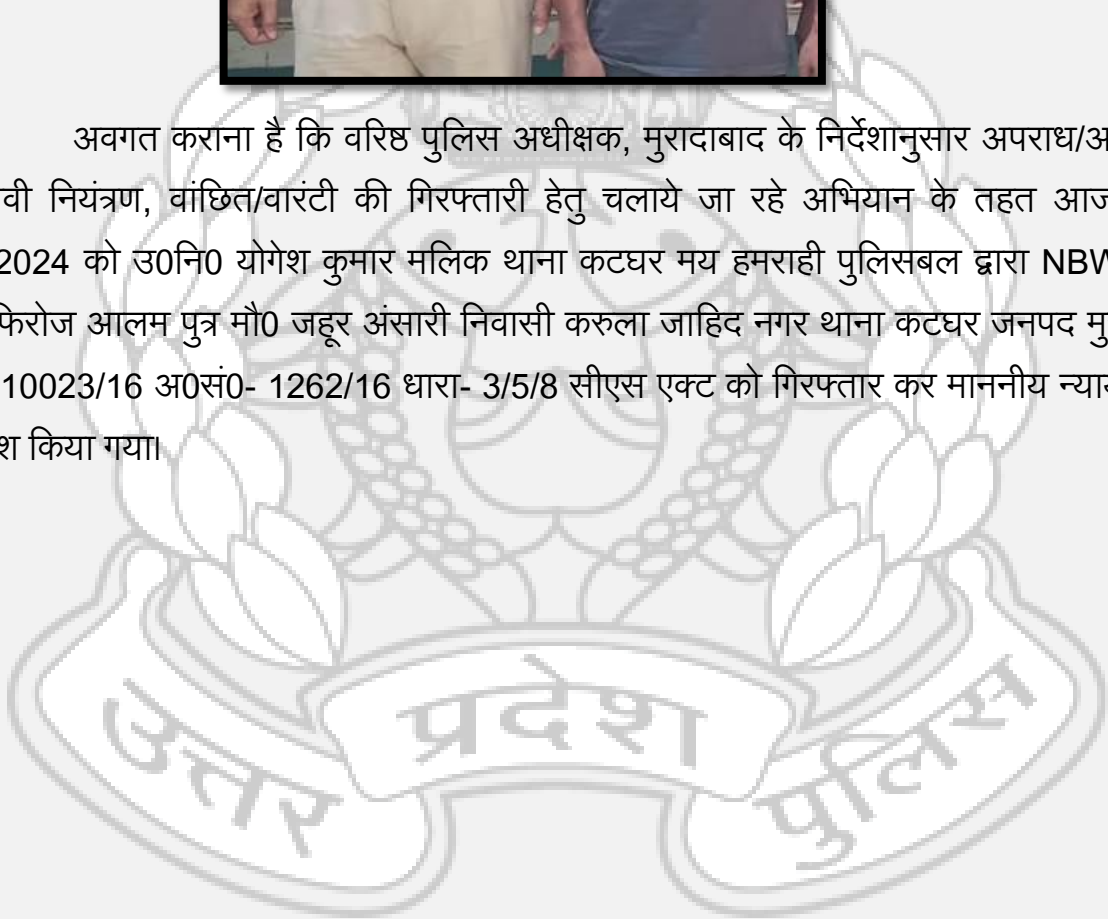 अवगत कराना है कि वरिष्ठ पुलिस अधीक्षक, मुरादाबाद के निर्देशानुसार अपराध/अ
वी नियंत्रण, वांछित/वारंटी की गिरफ्तारी हेतु चलाये जा रहे अभियान के तहत आज
2024 को उ0नि0 योगेश कुमार मलिक थाना कटघर मय हमराही पुलिसबल द्वारा NBW
फिरोज आलम पुत्र मौ0 जहूर अंसारी निवासी करुला जाहिद नगर थाना कटघर जनपद मु
10023/16 अ0सं0- 1262/16 धारा- 3/5/8 सीएस एक्ट को गिरफ्तार कर माननीय न्या
श किया गया।
उत्तर प्रदेश पुलिस